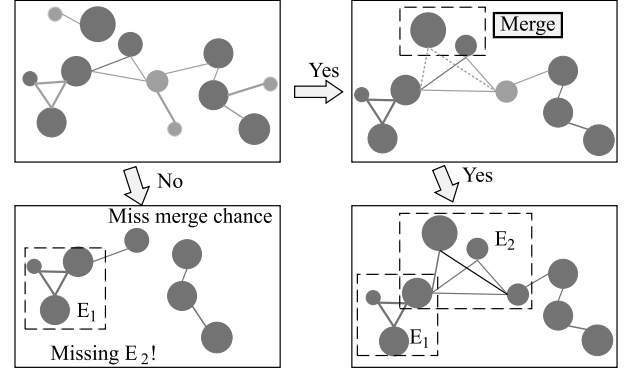 Merge
Yes
No
Yes
Miss merge chance
E₂
E₁
E₁
Missing E₂!